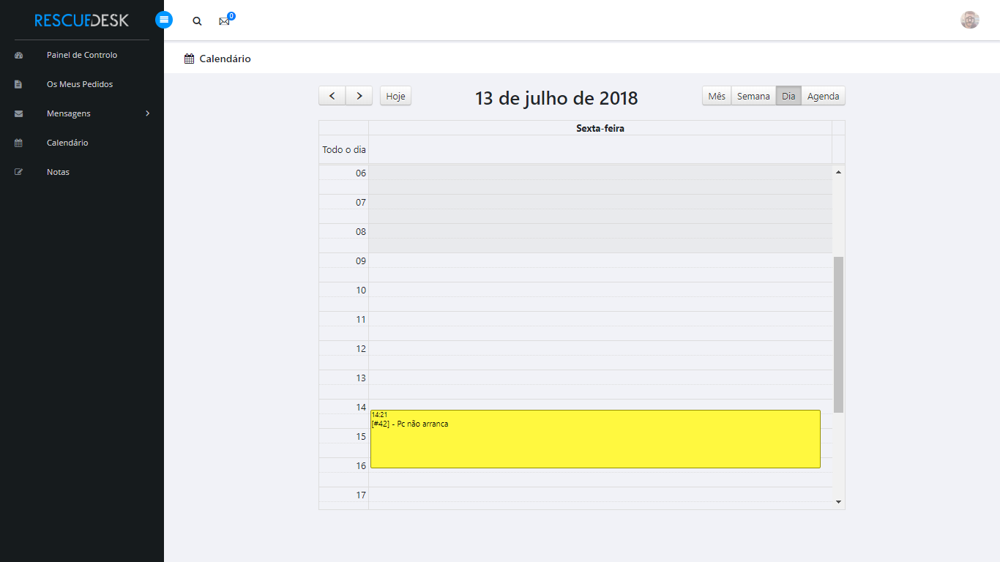 RESCUEDESK
0
Painel de Controlo
Os Meus Pedidos
Mensagens
Calendário
Notas
Calendário
Hoje
13 de julho de 2018
Mês Semana Dia Agenda
Sexta-feira
Todo o dia
06
07
08
09
10
11
12
13
14
14:21
[#42] - Pc não arranca
15
16
17